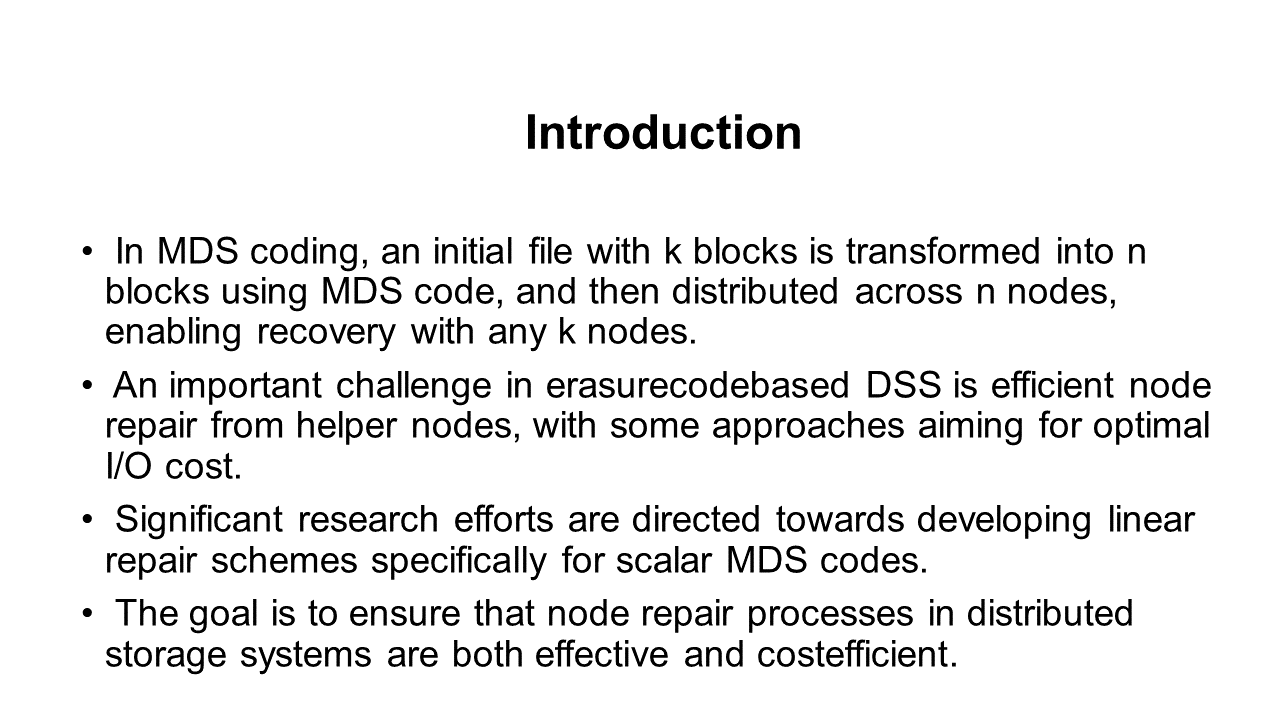 Introduction
• In MDS coding, an initial file with k blocks is transformed into n
blocks using MDS code, and then distributed across n nodes,
enabling recovery with any k nodes.
• An important challenge in erasurecodebased DSS is efficient node
repair from helper nodes, with some approaches aiming for optimal
I/O cost.
• Significant research efforts are directed towards developing linear
repair schemes specifically for scalar MDS codes.
• The goal is to ensure that node repair processes in distributed
storage systems are both effective and costefficient.